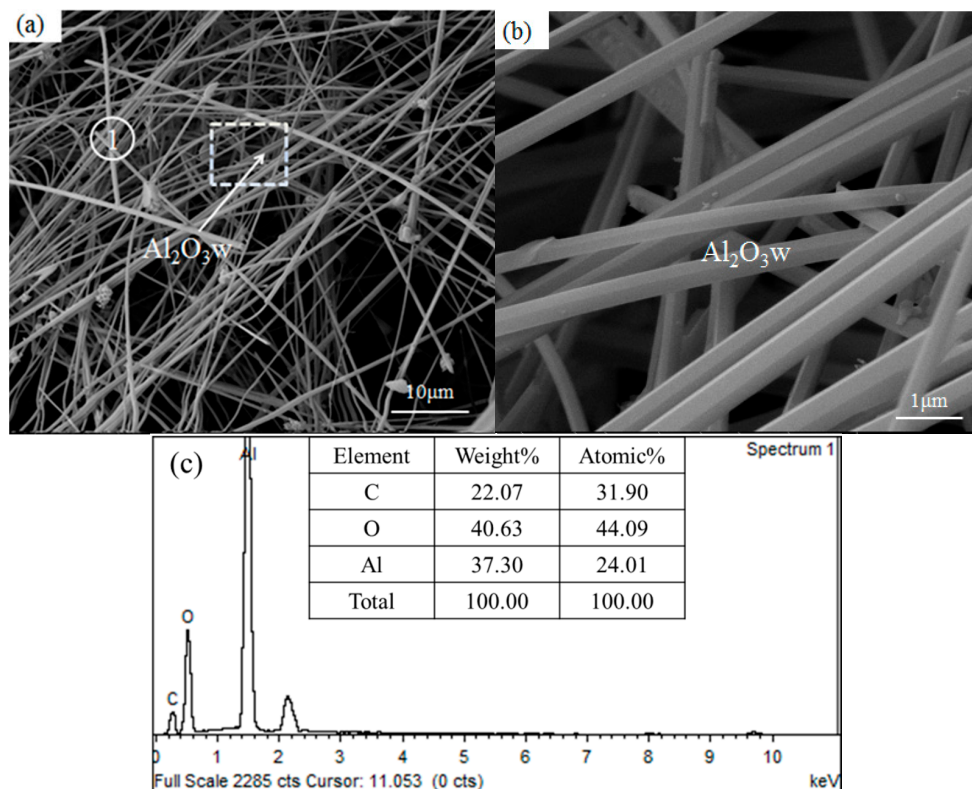 (a)
1
Al₂O₃w
10μm
(b)
Al₂O₃w
1μm
(c)
Al
Spectrum 1
Element Weight% Atomic%
C 22.07 31.90
O 40.63 44.09
Al 37.30 24.01
Total 100.00 100.00
O
C
0 1 2 3 4 5 6 7 8 9 10
Full Scale 2285 cts Cursor: 11.053 (0 cts) keV